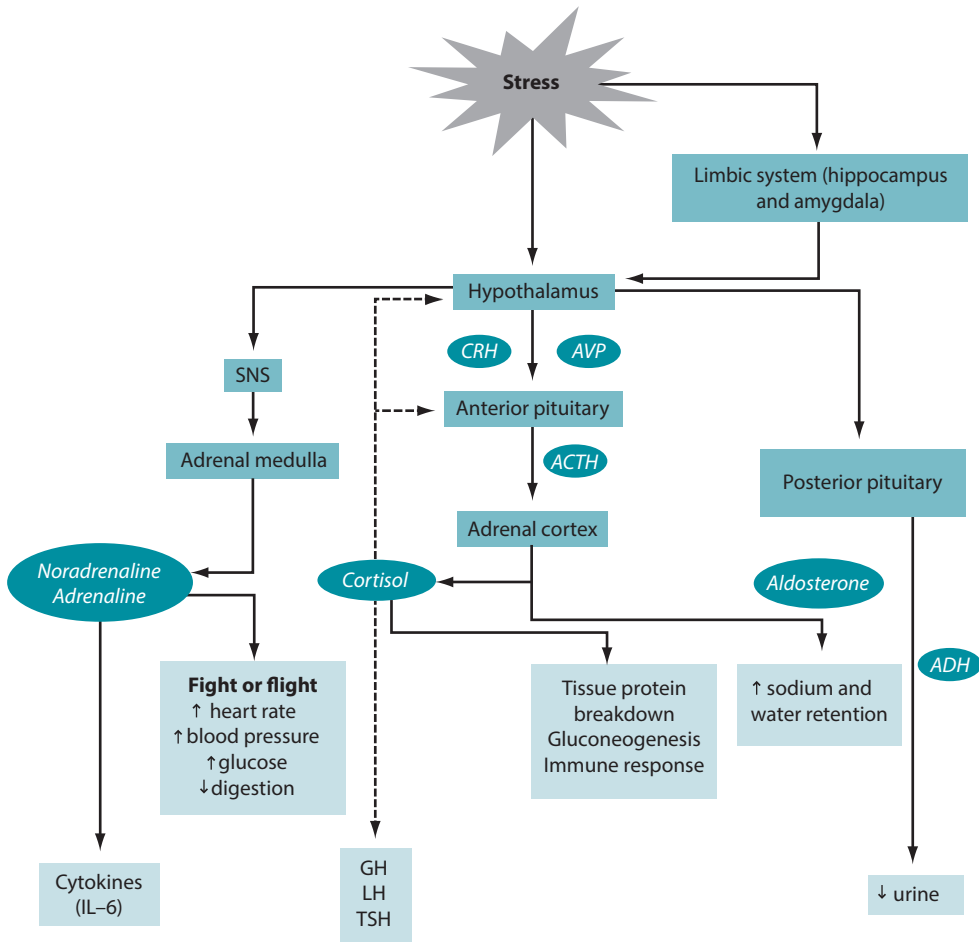 Stress
Limbic system (hippocampus
and amygdala)
Hypothalamus
CRH
AVP
SNS
Anterior pituitary
Adrenal medulla
ACTH
Posterior pituitary
Adrenal cortex
Noradrenaline
Adrenaline
Cortisol
Aldosterone
ADH
Fight or flight
↑ heart rate
↑ blood pressure
↑ glucose
↓ digestion
Tissue protein
breakdown
Gluconeogenesis
Immune response
↑ sodium and
water retention
Cytokines
(IL–6)
GH
LH
TSH
↓ urine